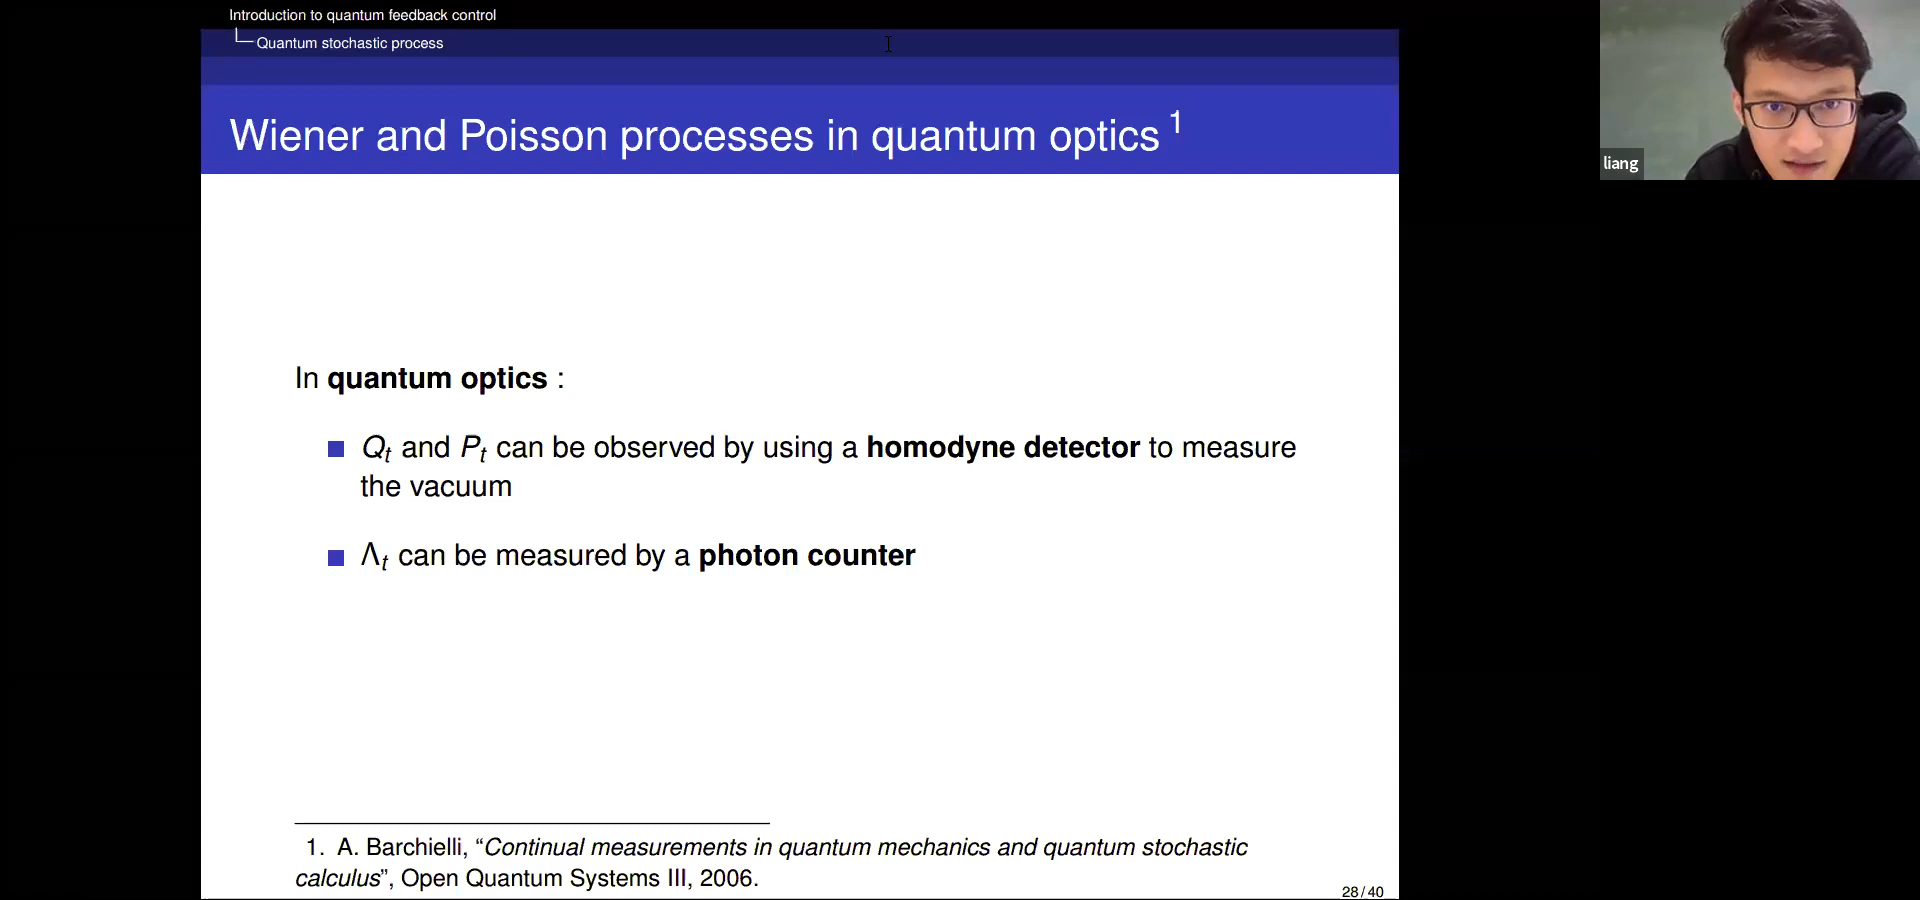 Introduction to quantum feedback control
Quantum stochastic process
Wiener and Poisson processes in quantum optics 1
liang
In quantum optics :
Qt and Pt can be observed by using a homodyne detector to measure
the vacuum
Λt can be measured by a photon counter
1. A. Barchielli, “Continual measurements in quantum mechanics and quantum stochastic
calculus”, Open Quantum Systems III, 2006.
28/40